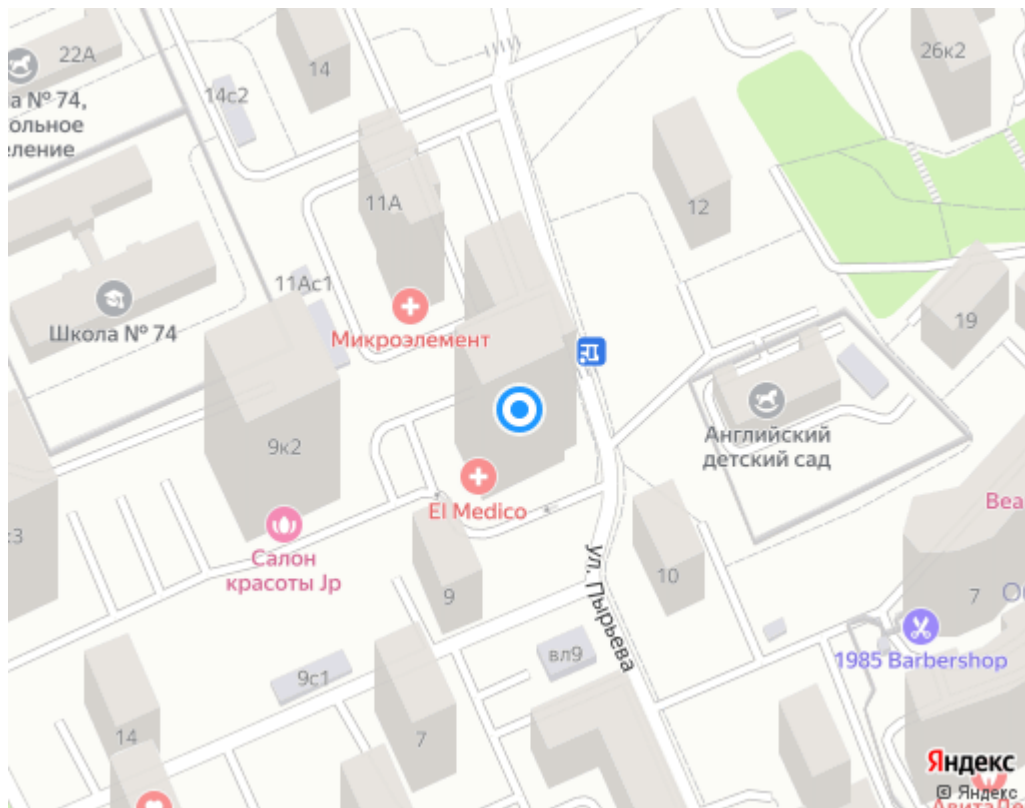 22А
14
14с2
26к2
а № 74,
ольное
еление
11А
12
11Ас1
Школа № 74
Микроэлемент
19
Английский
детский сад
9к2
El Medico
Bea
Салон
красоты Jp
9
ул. Пырьева
10
7
1985 Barbershop
вл9
9с1
14
7
Яндекс
© Яндекс